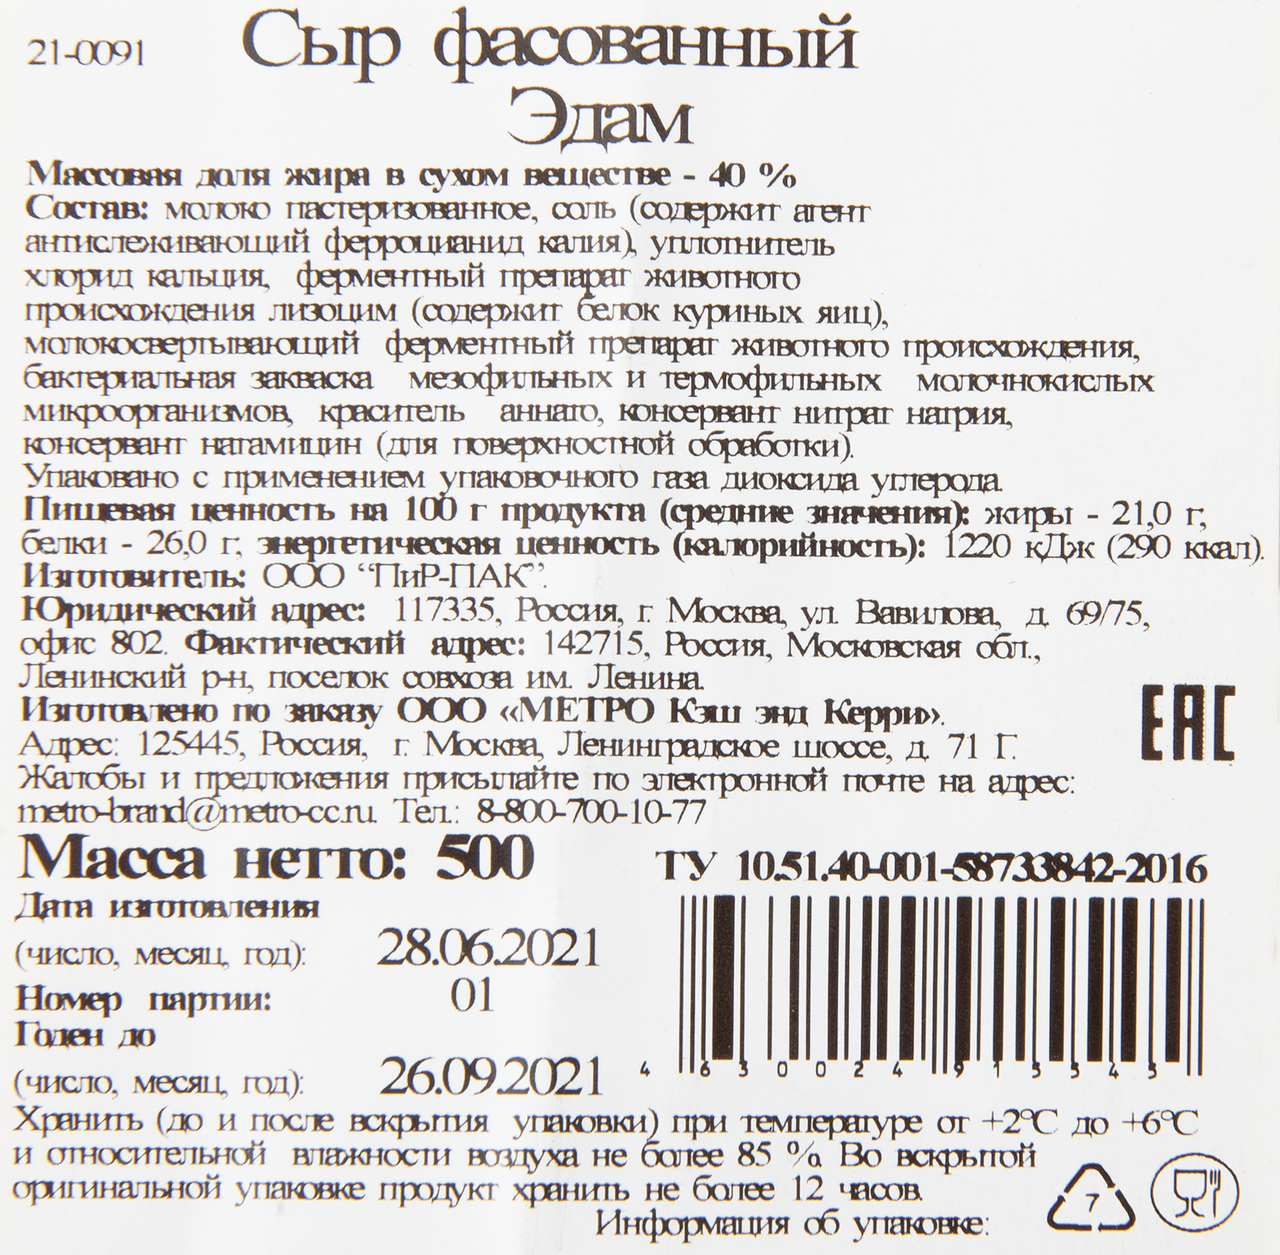 21-0091
Сыр фасованный
Эдам
Массовая доля жира в сухом веществе - 40 %
Состав: молоко пастеризованное, соль (содержит агент
антислеживающий ферроцианид калия), уплотнитель
хлорид кальция, ферментный препарат животного
происхождения лизоцим (содержит белок куриных яиц),
молокосвертывающий ферментный препарат животного происхождения,
бактериальная закваска мезофильных и термофильных молочнокислых
микроорганизмов, краситель аннато, консервант нитрат натрия,
консервант натамицин (для поверхностной обработки).
Упаковано с применением упаковочного газа диоксида углерода.
Пищевая ценность на 100 г продукта (средние значения): жиры - 21,0 г;
белки - 26,0 г; энергетическая ценность (калорийность): 1220 кДж (290 ккал).
Изготовитель: ООО “ПиР-ПАК”.
Юридический адрес: 117335, Россия, г. Москва, ул. Вавилова, д. 69/75,
офис 802. Фактический адрес: 142715, Россия, Московская обл.,
Ленинский р-н, поселок совхоза им. Ленина.
Изготовлено по заказу ООО «МЕТРО Кэш энд Керри».
EAC
Адрес: 125445, Россия, г. Москва, Ленинградское шоссе, д. 71 Г.
Жалобы и предложения присылайте по электронной почте на адрес:
metro-brand@metro-cc.ru. Тел.: 8-800-700-10-77
Масса нетто: 500
ТУ 10.51.40-001-58733842-2016
Дата изготовления
(число, месяц, год): 28.06.2021
Номер партии: 01
Годен до
(число, месяц, год): 26.09.2021
4 630024 913343
Хранить (до и после вскрытия упаковки) при температуре от +2°С до +6°С
и относительной влажности воздуха не более 85 %. Во вскрытой
оригинальной упаковке продукт хранить не более 12 часов.
Информация об упаковке:
7